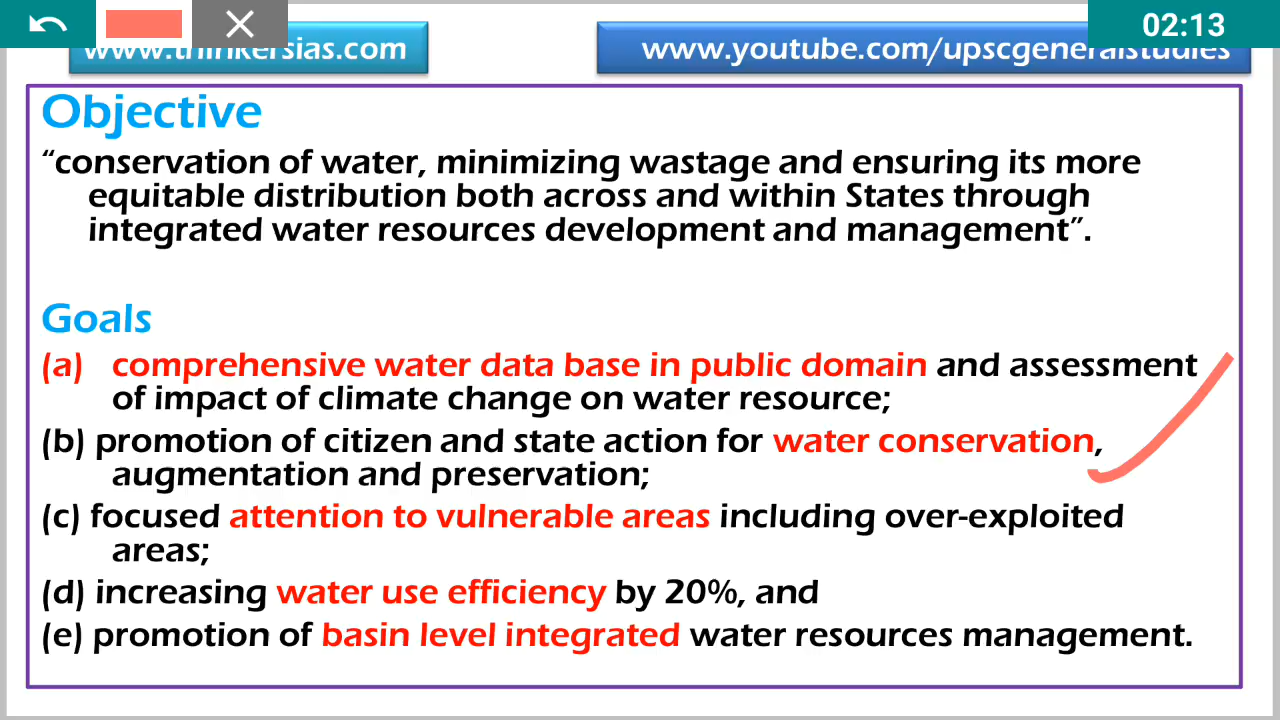 02:13
www.thinkersias.com
www.youtube.com/upscgeneralstudies
Objective
“conservation of water, minimizing wastage and ensuring its more
equitable distribution both across and within States through
integrated water resources development and management”.
Goals
(a) comprehensive water data base in public domain and assessment
of impact of climate change on water resource;
(b) promotion of citizen and state action for water conservation,
augmentation and preservation;
(c) focused attention to vulnerable areas including over-exploited
areas;
(d) increasing water use efficiency by 20%, and
(e) promotion of basin level integrated water resources management.